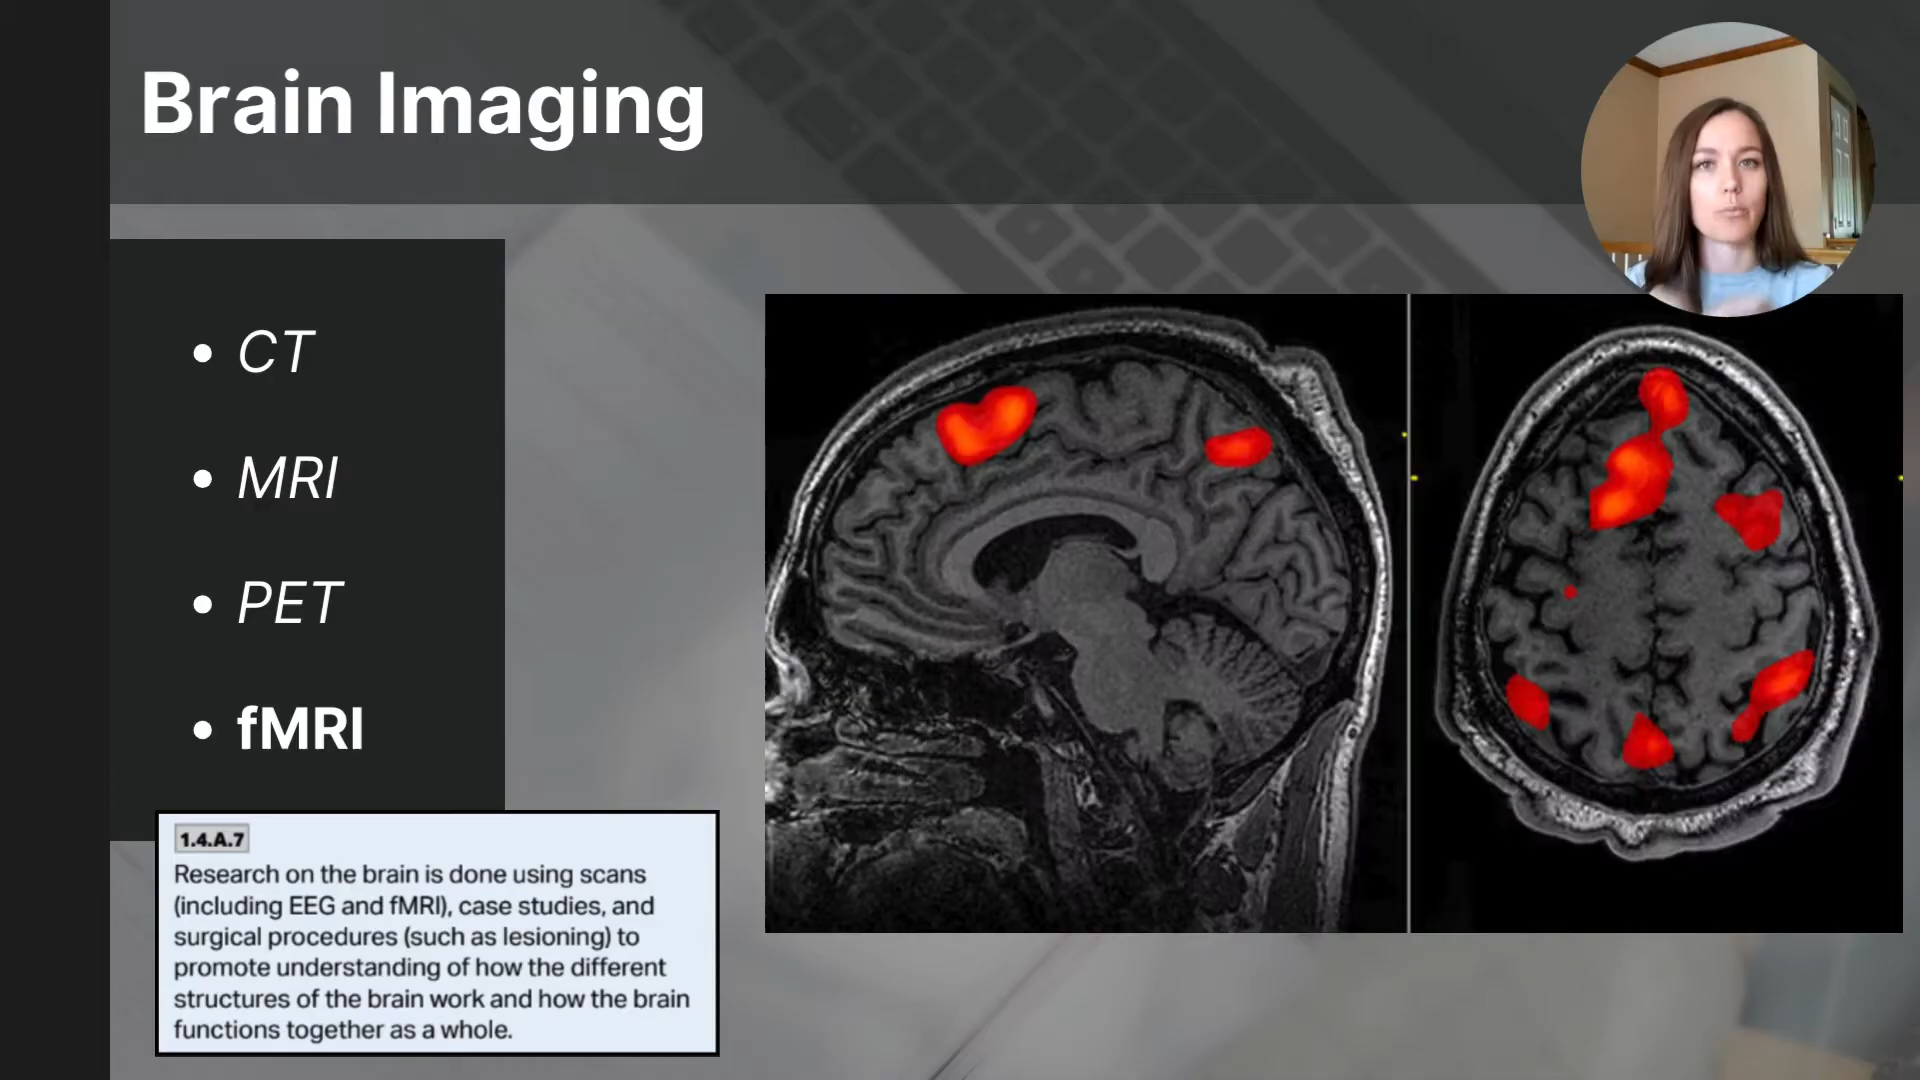 Brain Imaging
• CT
• MRI
• PET
• fMRI
1.4.A.7
Research on the brain is done using scans
(including EEG and fMRI), case studies, and
surgical procedures (such as lesioning) to
promote understanding of how the different
structures of the brain work and how the brain
functions together as a whole.